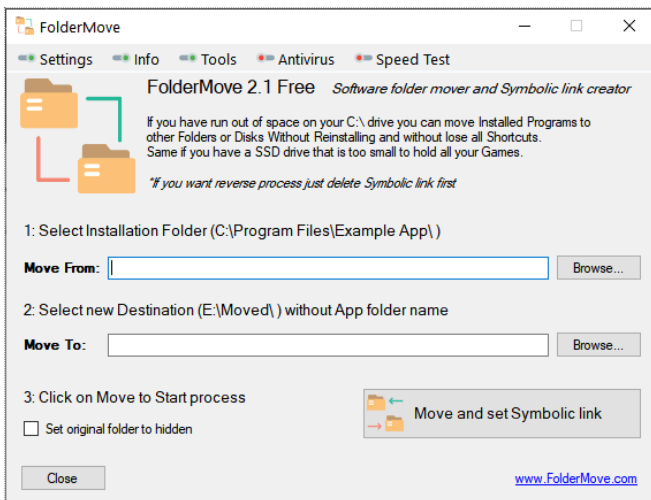 FolderMove
Settings Info Tools Antivirus Speed Test
FolderMove 2.1 Free Software folder mover and Symbolic link creator
If you have run out of space on your C:\ drive you can move Installed Programs to
other Folders or Disks Without Reinstalling and without lose all Shortcuts.
Same if you have a SSD drive that is too small to hold all your Games.
*If you want reverse process just delete Symbolic link first
1: Select Installation Folder (C:\Program Files\Example App\ )
Move From: Browse...
2: Select new Destination (E:\Moved\ ) without App folder name
Move To: Browse...
3: Click on Move to Start process
Move and set Symbolic link
Set original folder to hidden
Close www.FolderMove.com